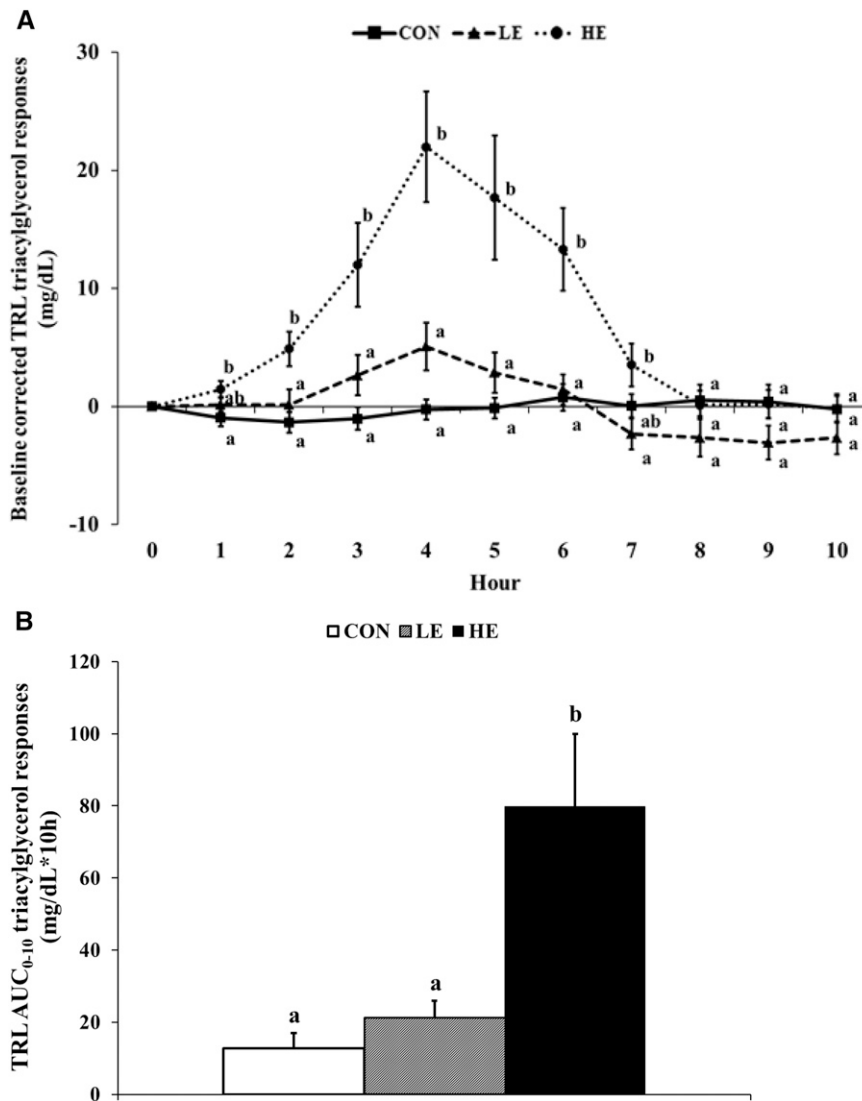 A
CON LE HE
Baseline corrected TRL triacylglycerol responses
(mg/dL)
30
20
10
0
-10
b
b b
b
b
b
b
ab a a a a
a a a
ab a a a
a a a a a a a a a a
0 1 2 3 4 5 6 7 8 9 10
Hour
B
CON LE HE
TRL AUC0-10 triacylglycerol responses
(mg/dL*10h)
120
100
80
60
40
20
0
a
a
b